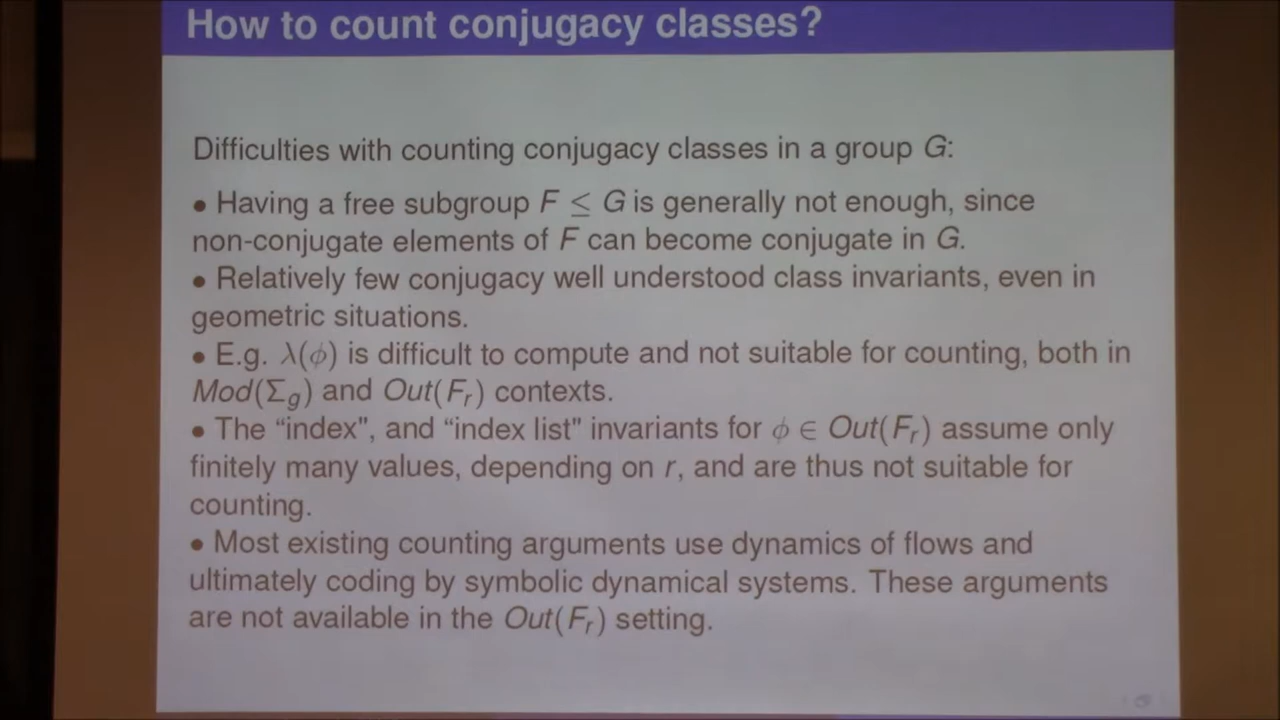 How to count conjugacy classes?
Difficulties with counting conjugacy classes in a group G:
• Having a free subgroup F ≤ G is generally not enough, since
non-conjugate elements of F can become conjugate in G.
• Relatively few conjugacy well understood class invariants, even in
geometric situations.
• E.g. λ(ϕ) is difficult to compute and not suitable for counting, both in
Mod(Σg) and Out(Fr) contexts.
• The "index", and “index list" invariants for ϕ ∈ Out(Fr) assume only
finitely many values, depending on r, and are thus not suitable for
counting.
• Most existing counting arguments use dynamics of flows and
ultimately coding by symbolic dynamical systems. These arguments
are not available in the Out(Fr) setting.